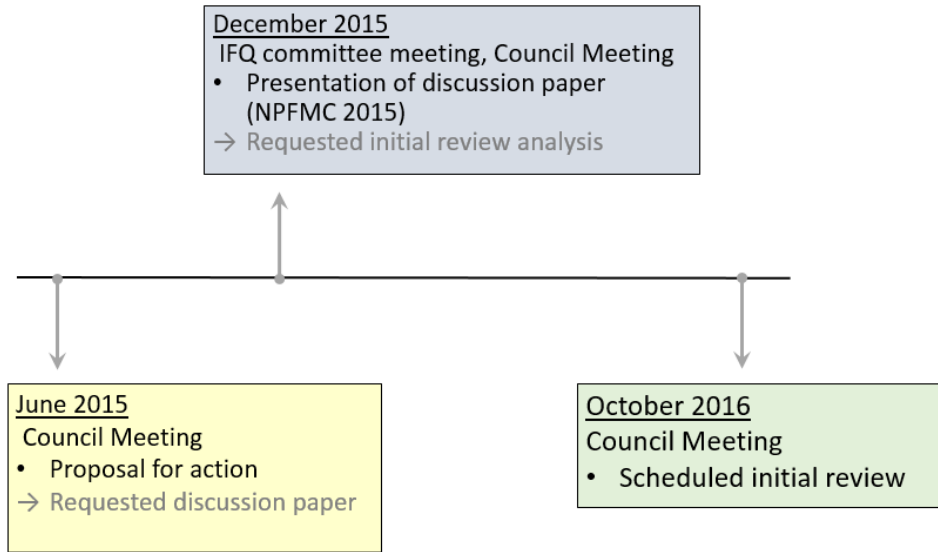 December 2015
IFQ committee meeting, Council Meeting
• Presentation of discussion paper
(NPFMC 2015)
→ Requested initial review analysis
June 2015
Council Meeting
• Proposal for action
→ Requested discussion paper
October 2016
Council Meeting
• Scheduled initial review